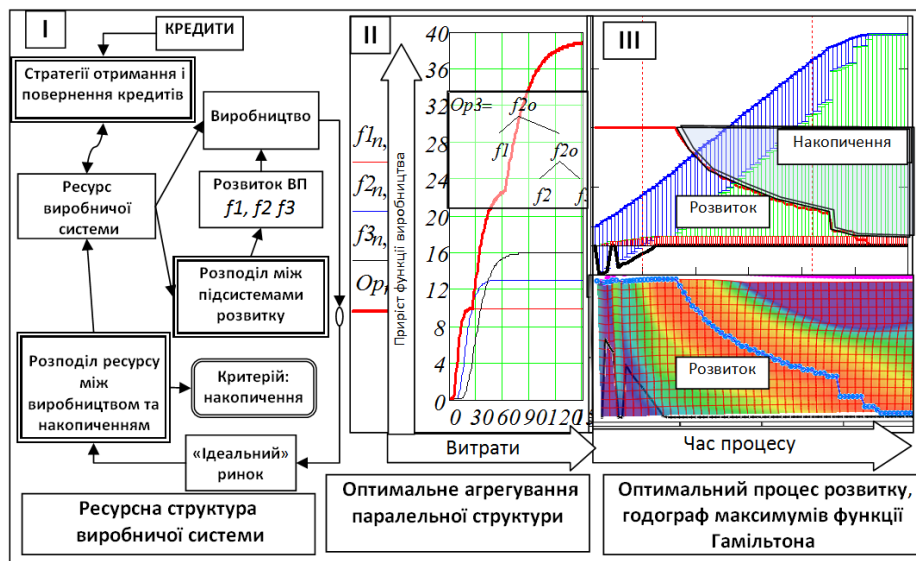 I
КРЕДИТИ
Стратегії отримання і
повернення кредитів
Виробництво
Ресурс
виробничої
системи
Розвиток ВП
f1, f2 f3
Розподіл між
підсистемами
розвитку
Розподіл ресурсу
між
виробництвом та
накопиченням
Критерій:
накопичення
«Ідеальний»
ринок
Ресурсна структура
виробничої системи
II
Приріст функції виробництва
40
36
32
28
24
20
16
12
8
4
0
f1n,
f2n,
f3n,
Op3=
f2o
f1
f2o
f2
0 30 60 90 120
Витрати
Оптимальне агрегування
паралельної структури
III
Накопичення
Розвиток
Розвиток
Час процесу
Оптимальний процес розвитку,
годограф максимумів функції
Гамільтона